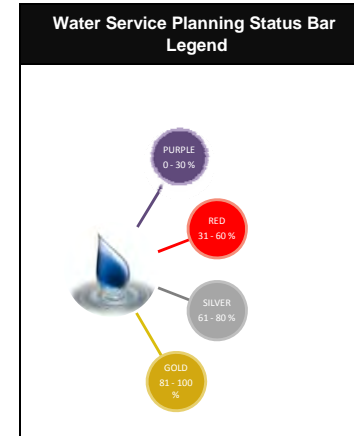 Water Service Planning Status Bar
Legend
PURPLE
0 - 30 %
RED
31 - 60 %
SILVER
61 - 80 %
GOLD
81 - 100
%